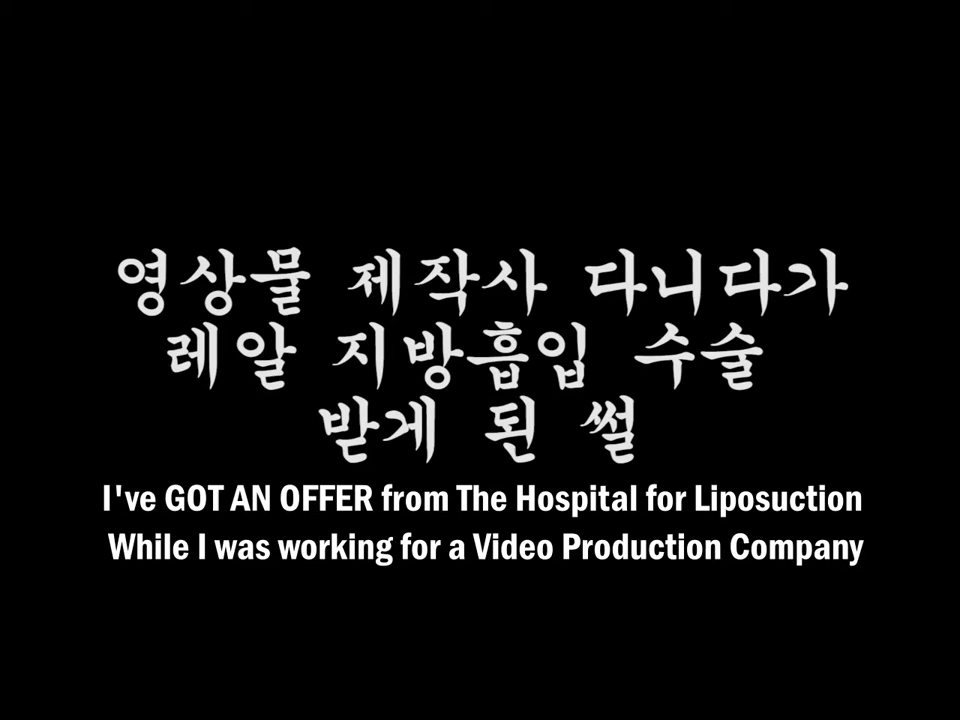 영상물 제작사 다니다가
레알 지방흡입 수술
받게 된 썰
I've GOT AN OFFER from The Hospital for Liposuction
While I was working for a Video Production Company